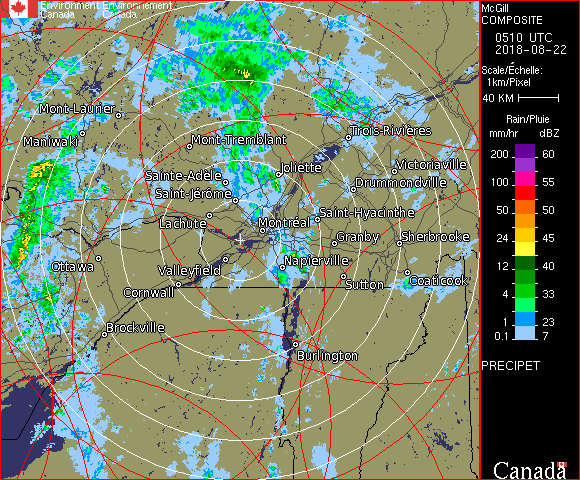 Environment Environnement
Canada Canada
McGill
COMPOSITE
0510 UTC
2018-08-22
Scale/Échelle:
1km/Pixel
40 KM
Rain/Pluie
mm/hr dBZ
200 60
100 55
50 50
24 45
12 40
4 33
1 23
0.1 7
PRECIPET
Canada
Mont-Laurier
Maniwaki
Mont-Tremblant
Trois-Rivières
Joliette
Victoriaville
Sainte-Adèle
Drummondville
Saint-Jérôme
Lachute
Saint-Hyacinthe
Montréal
Granby
Sherbrooke
Ottawa
Valleyfield
Napierville
Cornwall
Sutton
Coaticook
Brockville
Burlington